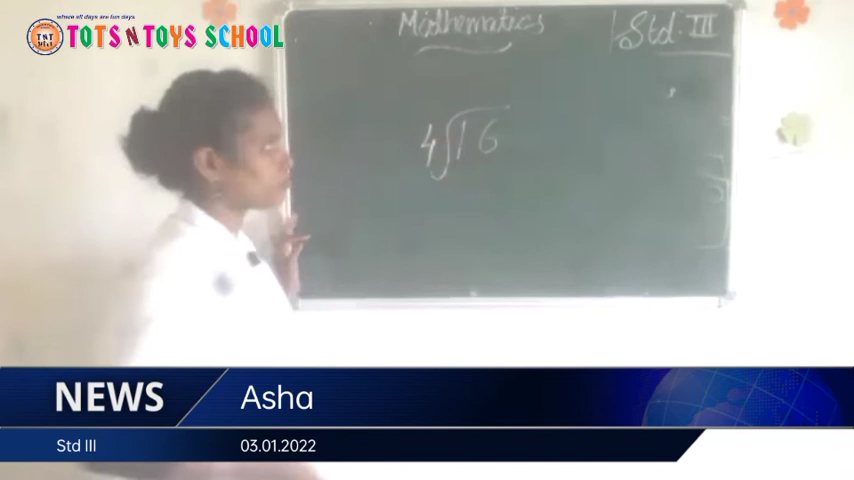 where all days are fun days
TOTS N TOYS SCHOOL
TNT
Mathematics
Std. III
4 16
NEWS
Asha
Std III
03.01.2022